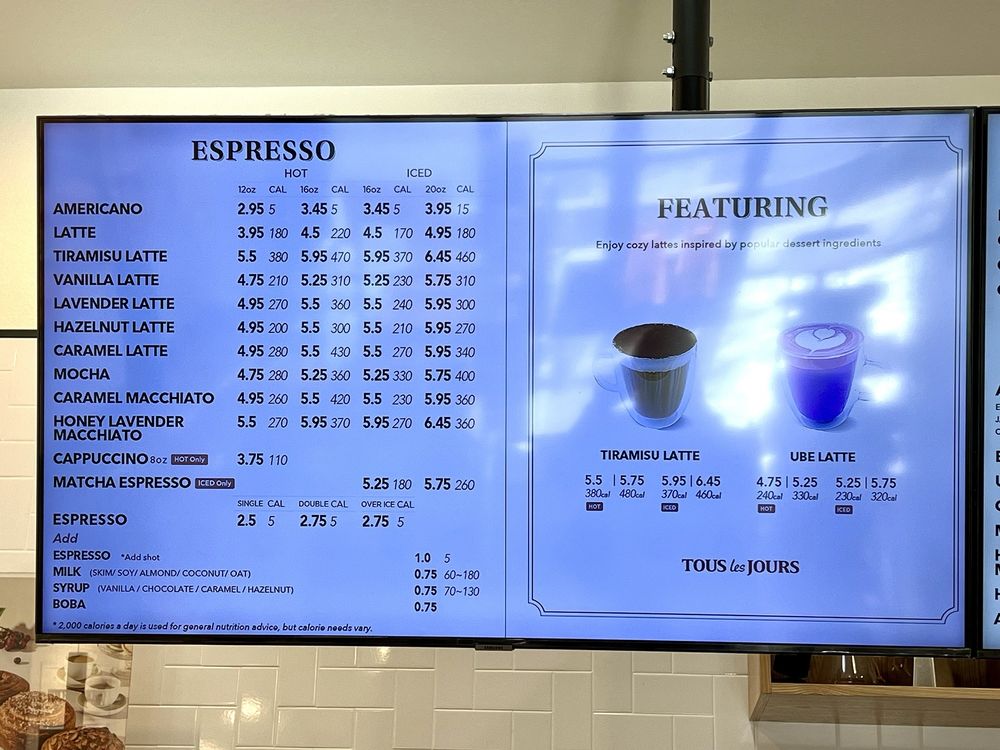 ESPRESSO
HOT ICED
12oz CAL 16oz CAL 16oz CAL 20oz CAL
AMERICANO 2.95 5 3.45 5 3.45 5 3.95 15
LATTE 3.95 180 4.5 220 4.5 170 4.95 180
TIRAMISU LATTE 5.5 380 5.95 470 5.95 370 6.45 460
VANILLA LATTE 4.75 210 5.25 310 5.25 230 5.75 310
LAVENDER LATTE 4.95 270 5.5 360 5.5 240 5.95 300
HAZELNUT LATTE 4.95 200 5.5 300 5.5 210 5.95 270
CARAMEL LATTE 4.95 280 5.5 430 5.5 270 5.95 340
MOCHA 4.75 280 5.25 360 5.25 330 5.75 400
CARAMEL MACCHIATO 4.95 260 5.5 420 5.5 230 5.95 360
HONEY LAVENDER 5.5 270 5.95 370 5.95 270 6.45 360
MACCHIATO
CAPPUCCINO 8oz HOT Only 3.75 110
MATCHA ESPRESSO ICED Only 5.25 180 5.75 260
SINGLE CAL DOUBLE CAL OVER ICE CAL
ESPRESSO 2.5 5 2.75 5 2.75 5
Add
ESPRESSO *Add shot 1.0 5
MILK (SKIM/ SOY/ ALMOND/ COCONUT/ OAT) 0.75 60~180
SYRUP (VANILLA / CHOCOLATE / CARAMEL / HAZELNUT) 0.75 70~130
BOBA 0.75
* 2,000 calories a day is used for general nutrition advice, but calorie needs vary.
FEATURING
Enjoy cozy lattes inspired by popular dessert ingredients
TIRAMISU LATTE
5.5 | 5.75 5.95 | 6.45
380cal 480cal 370cal 460cal
HOT ICED
UBE LATTE
4.75 | 5.25 5.25 | 5.75
240cal 330cal 230cal 320cal
HOT ICED
TOUS les JOURS
SAMSUNG